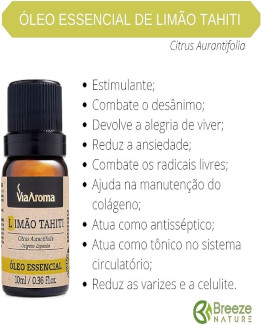 ÓLEO ESSENCIAL DE LIMÃO TAHITI
Citrus Aurantifolia
• Estimulante;
• Combate o desânimo;
• Devolve a alegria de viver;
• Reduz a ansiedade;
• Combate os radicais livres;
• Ajuda na manutenção do
colágeno;
• Atua como antisséptico;
• Atua como tônico no sistema
circulatório;
• Reduz as varizes e a celulite.
ViaAroma
LIMÃO TAHITI
Citrus Aurantifolia
ÓLEO ESSENCIAL
10ml / 0.36 fl.oz.
Breeze
NATURE